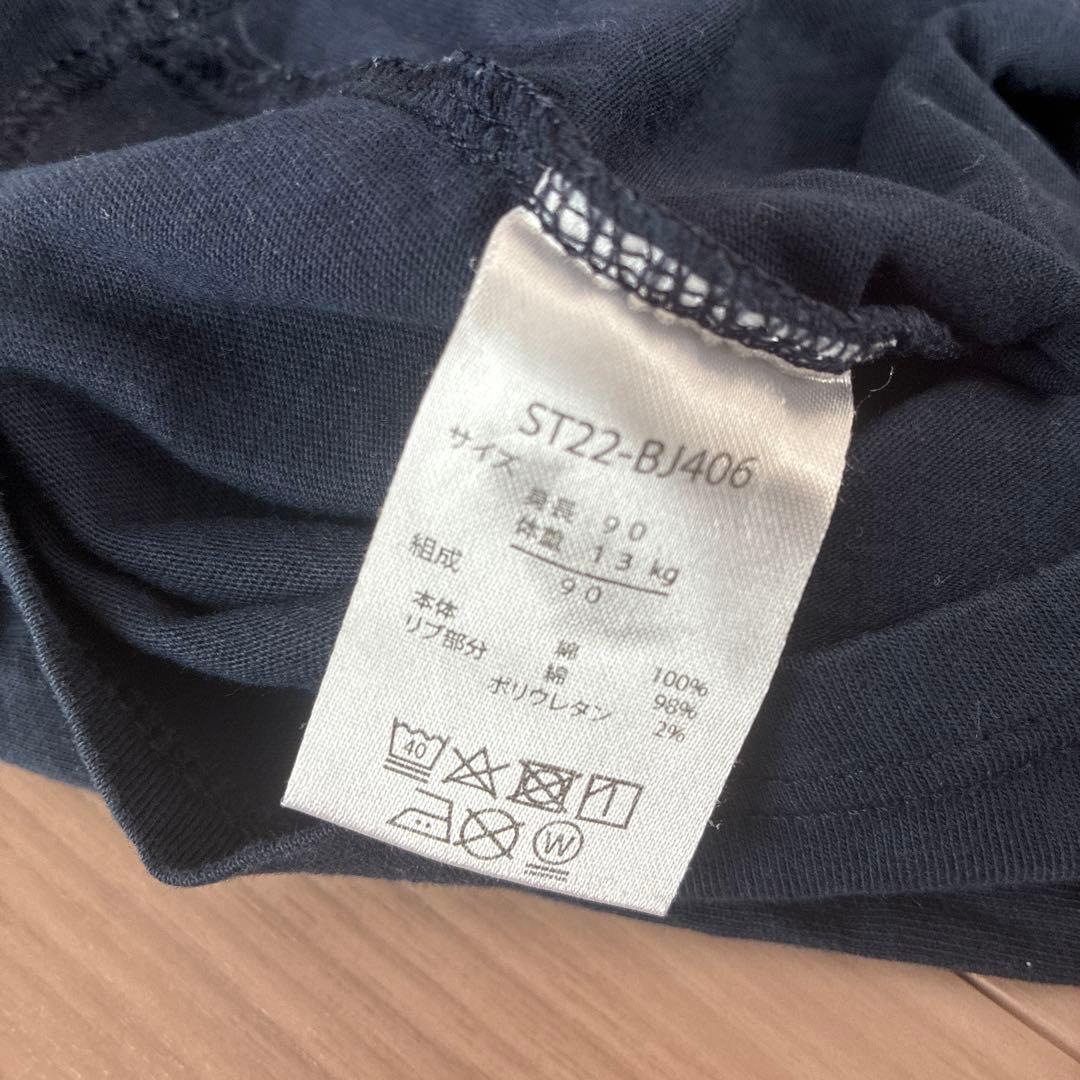 ST22-BJ406
サイズ
身長 90
体重 13 kg
90
組成
本体 綿 100%
リブ部分 綿 98%
ポリウレタン 2%
40
W